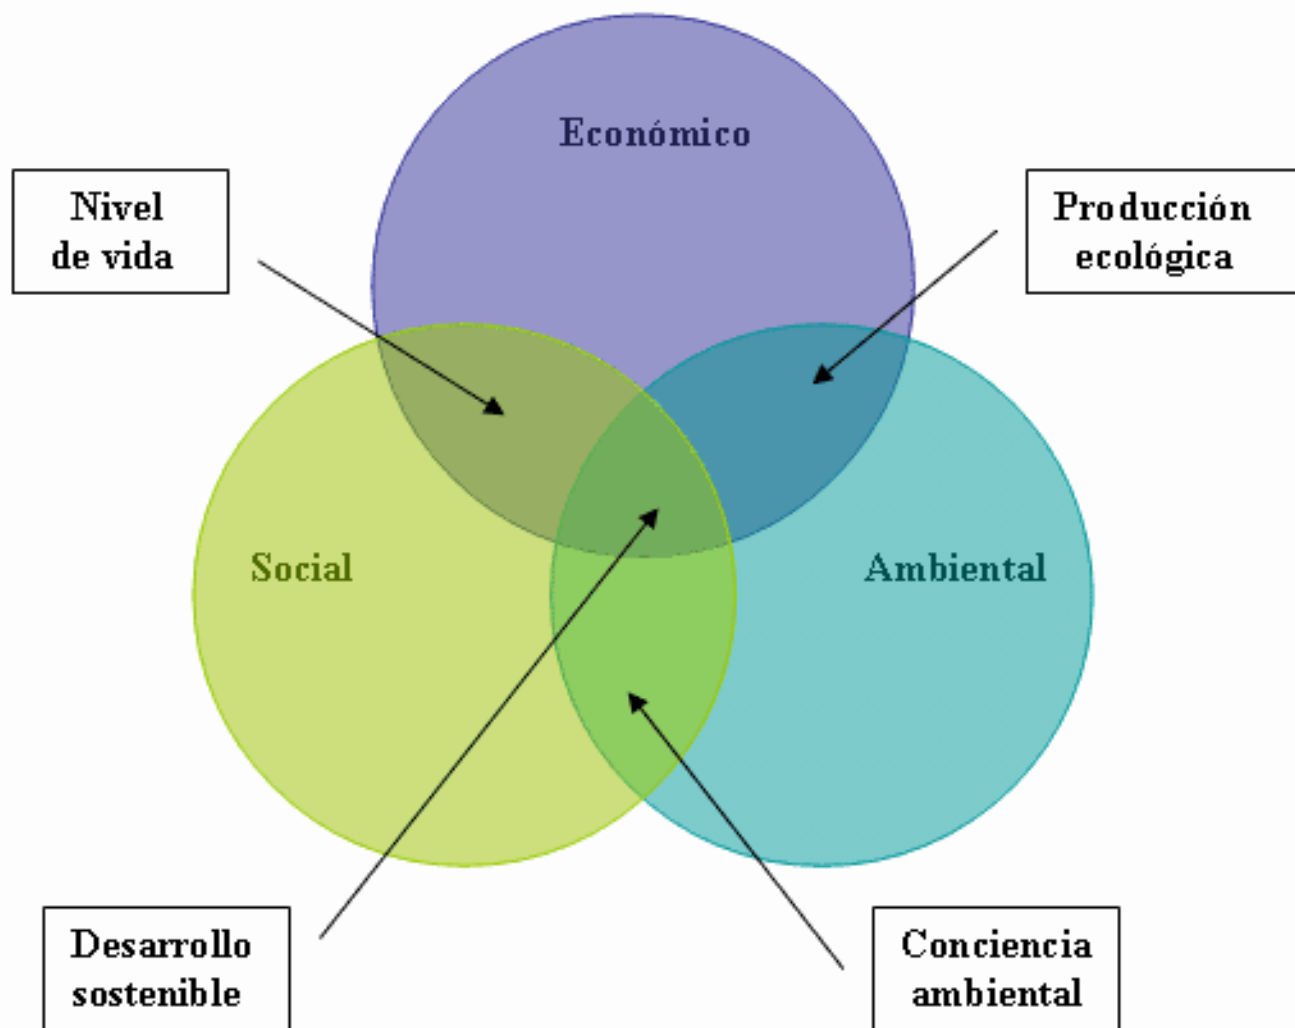 Económico
Nivel
de vida
Producción
ecológica
Social
Ambiental
Desarrollo
sostenible
Conciencia
ambiental